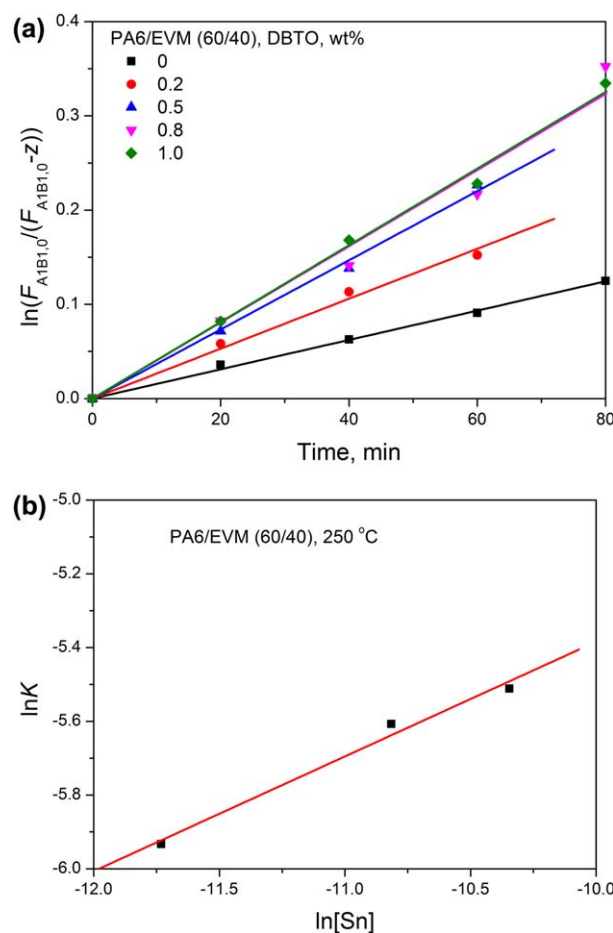 (a)
PA6/EVM (60/40), DBTO, wt%
0
0.2
0.5
0.8
1.0
ln(F_A1B1,0/(F_A1B1,0-z))
0.4
0.3
0.2
0.1
0.0
0 20 40 60 80
Time, min
(b)
PA6/EVM (60/40), 250 °C
lnK
-5.0
-5.2
-5.4
-5.6
-5.8
-6.0
-12.0 -11.5 -11.0 -10.5 -10.0
ln[Sn]